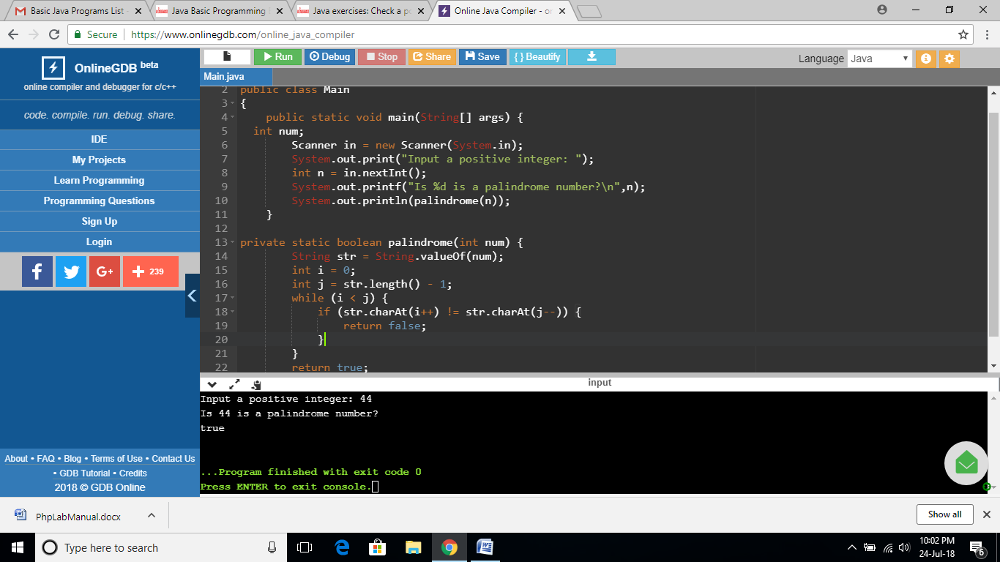 Basic Java Programs List -
Java Basic Programming
Java exercises: Check a po
Online Java Compiler - on
Secure
https://www.onlinegdb.com/online_java_compiler
OnlineGDB beta
online compiler and debugger for c/c++
code. compile. run. debug. share.
IDE
My Projects
Learn Programming
Programming Questions
Sign Up
Login
f G+ + 239
About • FAQ • Blog • Terms of Use • Contact Us
• GDB Tutorial • Credits
2018 © GDB Online
Run Debug Stop Share Save { } Beautify
Language Java
Main.java
2 public class Main
3 {
4 public static void main(String[] args) {
5 int num;
6 Scanner in = new Scanner(System.in);
7 System.out.print("Input a positive integer: ");
8 int n = in.nextInt();
9 System.out.printf("Is %d is a palindrome number?\n",n);
10 System.out.println(palindrome(n));
11 }
12
13 private static boolean palindrome(int num) {
14 String str = String.valueOf(num);
15 int i = 0;
16 int j = str.length() - 1;
17 while (i < j) {
18 if (str.charAt(i++) != str.charAt(j--)) {
19 return false;
20 }
21 }
22 return true;
input
Input a positive integer: 44
Is 44 is a palindrome number?
true
...Program finished with exit code 0
Press ENTER to exit console.
PhpLabManual.docx
Show all
Type here to search
10:02 PM
24-Jul-18
6